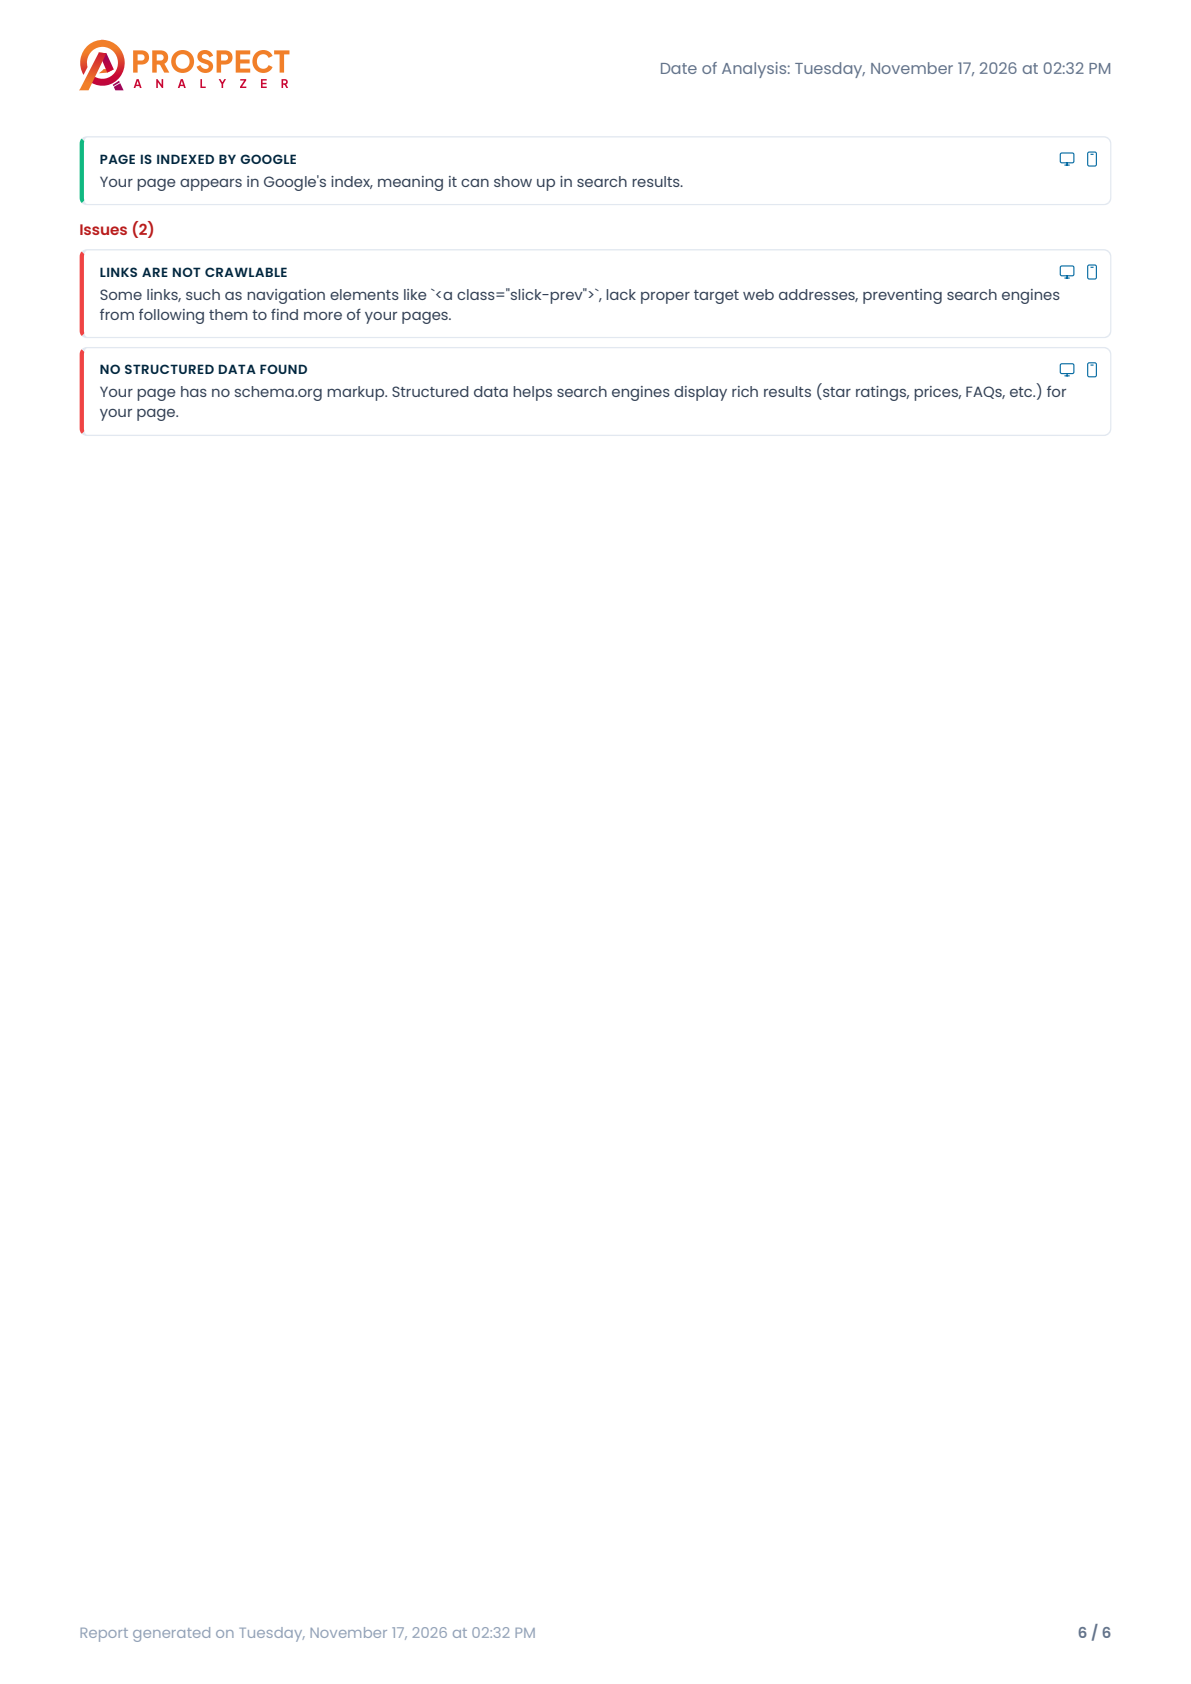 PROSPECT
ANALYZER
Date of Analysis: Tuesday, November 17, 2026 at 02:32 PM
PAGE IS INDEXED BY GOOGLE
Your page appears in Google's index, meaning it can show up in search results.
Issues (2)
LINKS ARE NOT CRAWLABLE
Some links, such as navigation elements like `<a class="slick-prev">`, lack proper target web addresses, preventing search engines
from following them to find more of your pages.
NO STRUCTURED DATA FOUND
Your page has no schema.org markup. Structured data helps search engines display rich results (star ratings, prices, FAQs, etc.) for
your page.
Report generated on Tuesday, November 17, 2026 at 02:32 PM
6 / 6